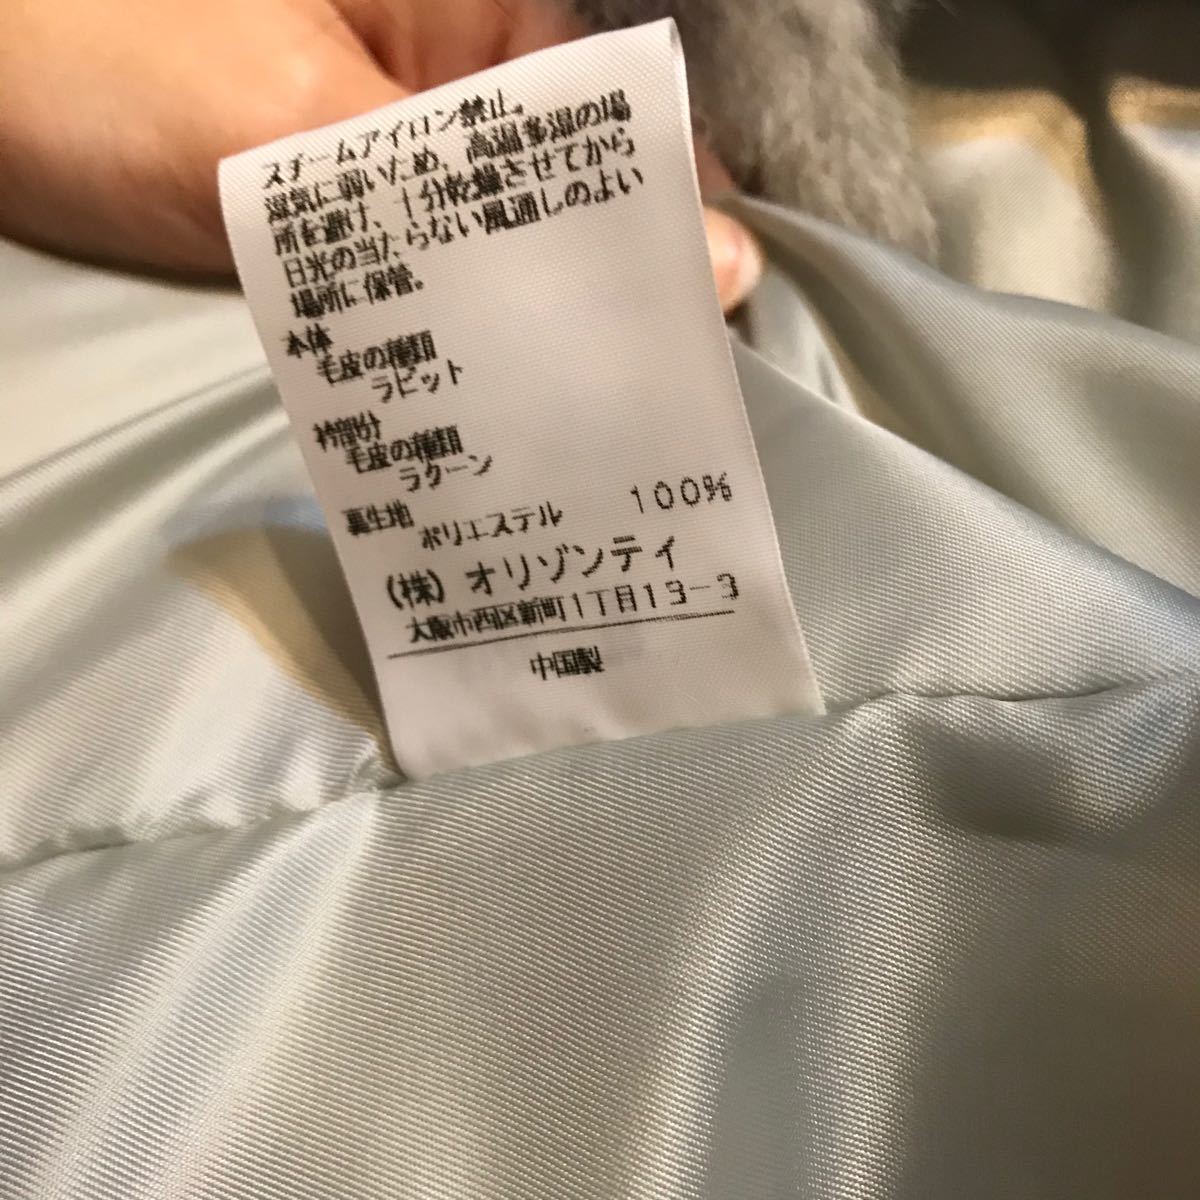 スチームアイロン禁止。
湿気に弱いため、高温多湿の場
所を避け、十分乾燥させてから
日光の当たらない風通しのよい
場所に保管。
本体
毛皮の種類
ラビット
衿部分
毛皮の種類
ラクーン
裏生地
ポリエステル 100%
(株)オリゾンティ
大阪市西区新町1丁目13-3
中国製